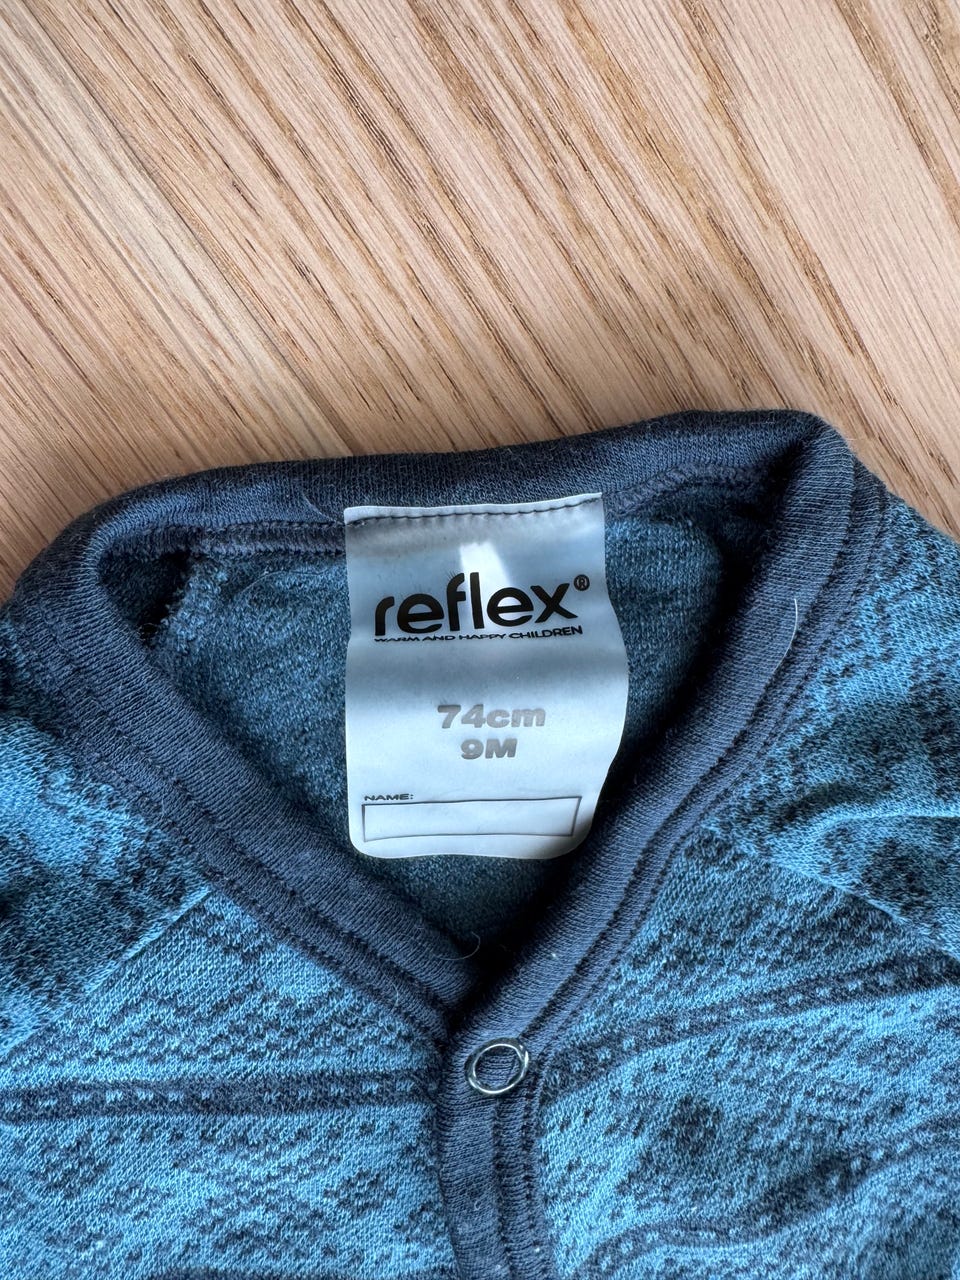 reflex®
WARM AND HAPPY CHILDREN
74cm
9M
NAME: